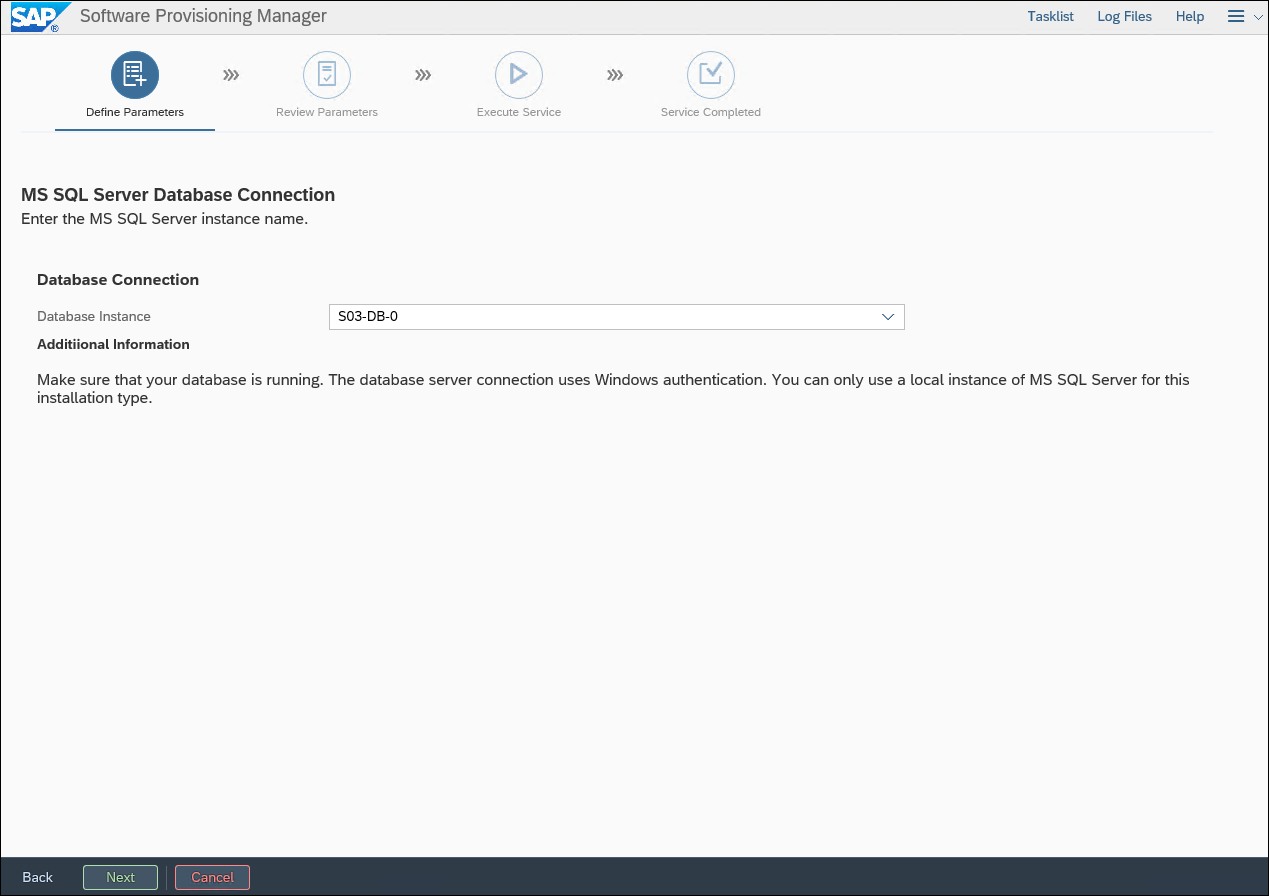 SAP ® Software Provisioning Manager Tasklist Log Files Help
Define Parameters Review Parameters Execute Service Service Completed
MS SQL Server Database Connection
Enter the MS SQL Server instance name.
Database Connection
Database Instance S03-DB-0
Additiional Information
Make sure that your database is running. The database server connection uses Windows authentication. You can only use a local instance of MS SQL Server for this
installation type.
Back Next Cancel